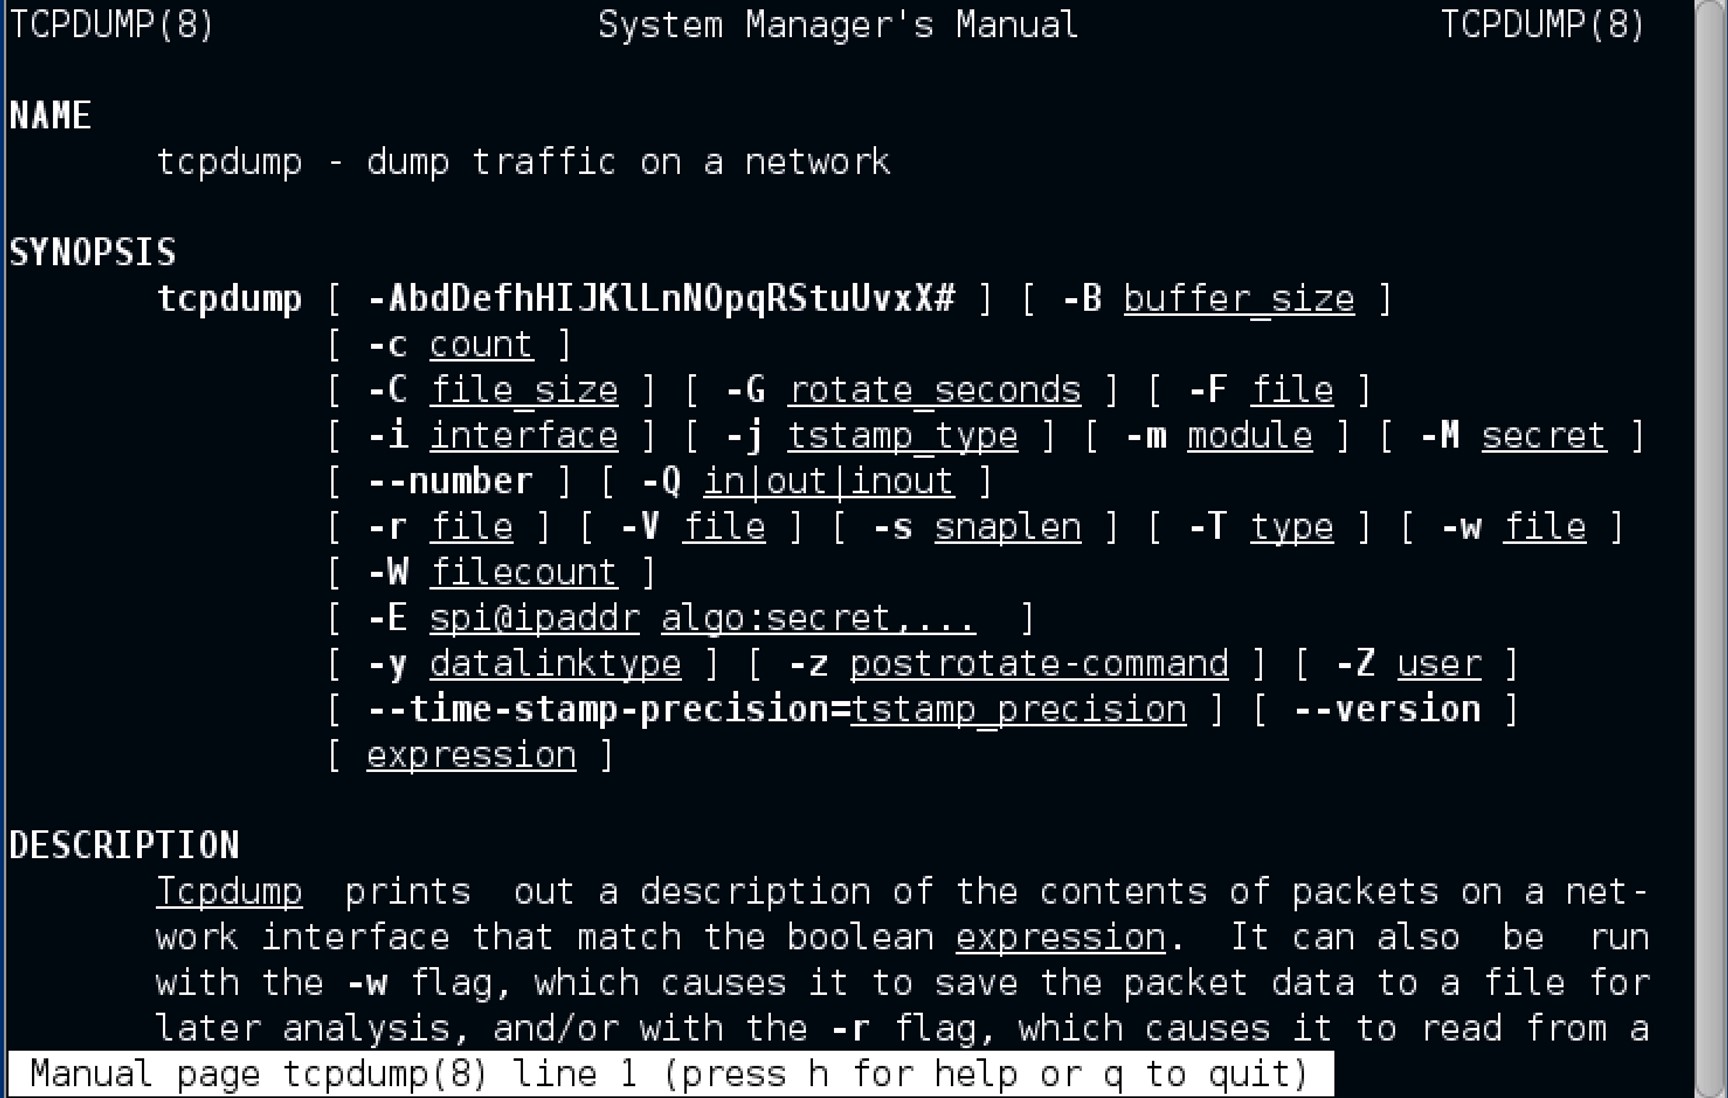 TCPDUMP(8) System Manager's Manual TCPDUMP(8)
NAME
tcpdump - dump traffic on a network
SYNOPSIS
tcpdump [ -AbdDefhHIJKlLnNOpqRStuUvxX# ] [ -B buffer_size ]
[ -c count ]
[ -C file_size ] [ -G rotate_seconds ] [ -F file ]
[ -i interface ] [ -j tstamp_type ] [ -m module ] [ -M secret ]
[ --number ] [ -Q in|out|inout ]
[ -r file ] [ -V file ] [ -s snaplen ] [ -T type ] [ -w file ]
[ -W filecount ]
[ -E spi@ipaddr algo:secret,... ]
[ -y datalinktype ] [ -z postrotate-command ] [ -Z user ]
[ --time-stamp-precision=tstamp_precision ] [ --version ]
[ expression ]
DESCRIPTION
Tcpdump prints out a description of the contents of packets on a net-
work interface that match the boolean expression. It can also be run
with the -w flag, which causes it to save the packet data to a file for
later analysis, and/or with the -r flag, which causes it to read from a
Manual page tcpdump(8) line 1 (press h for help or q to quit)